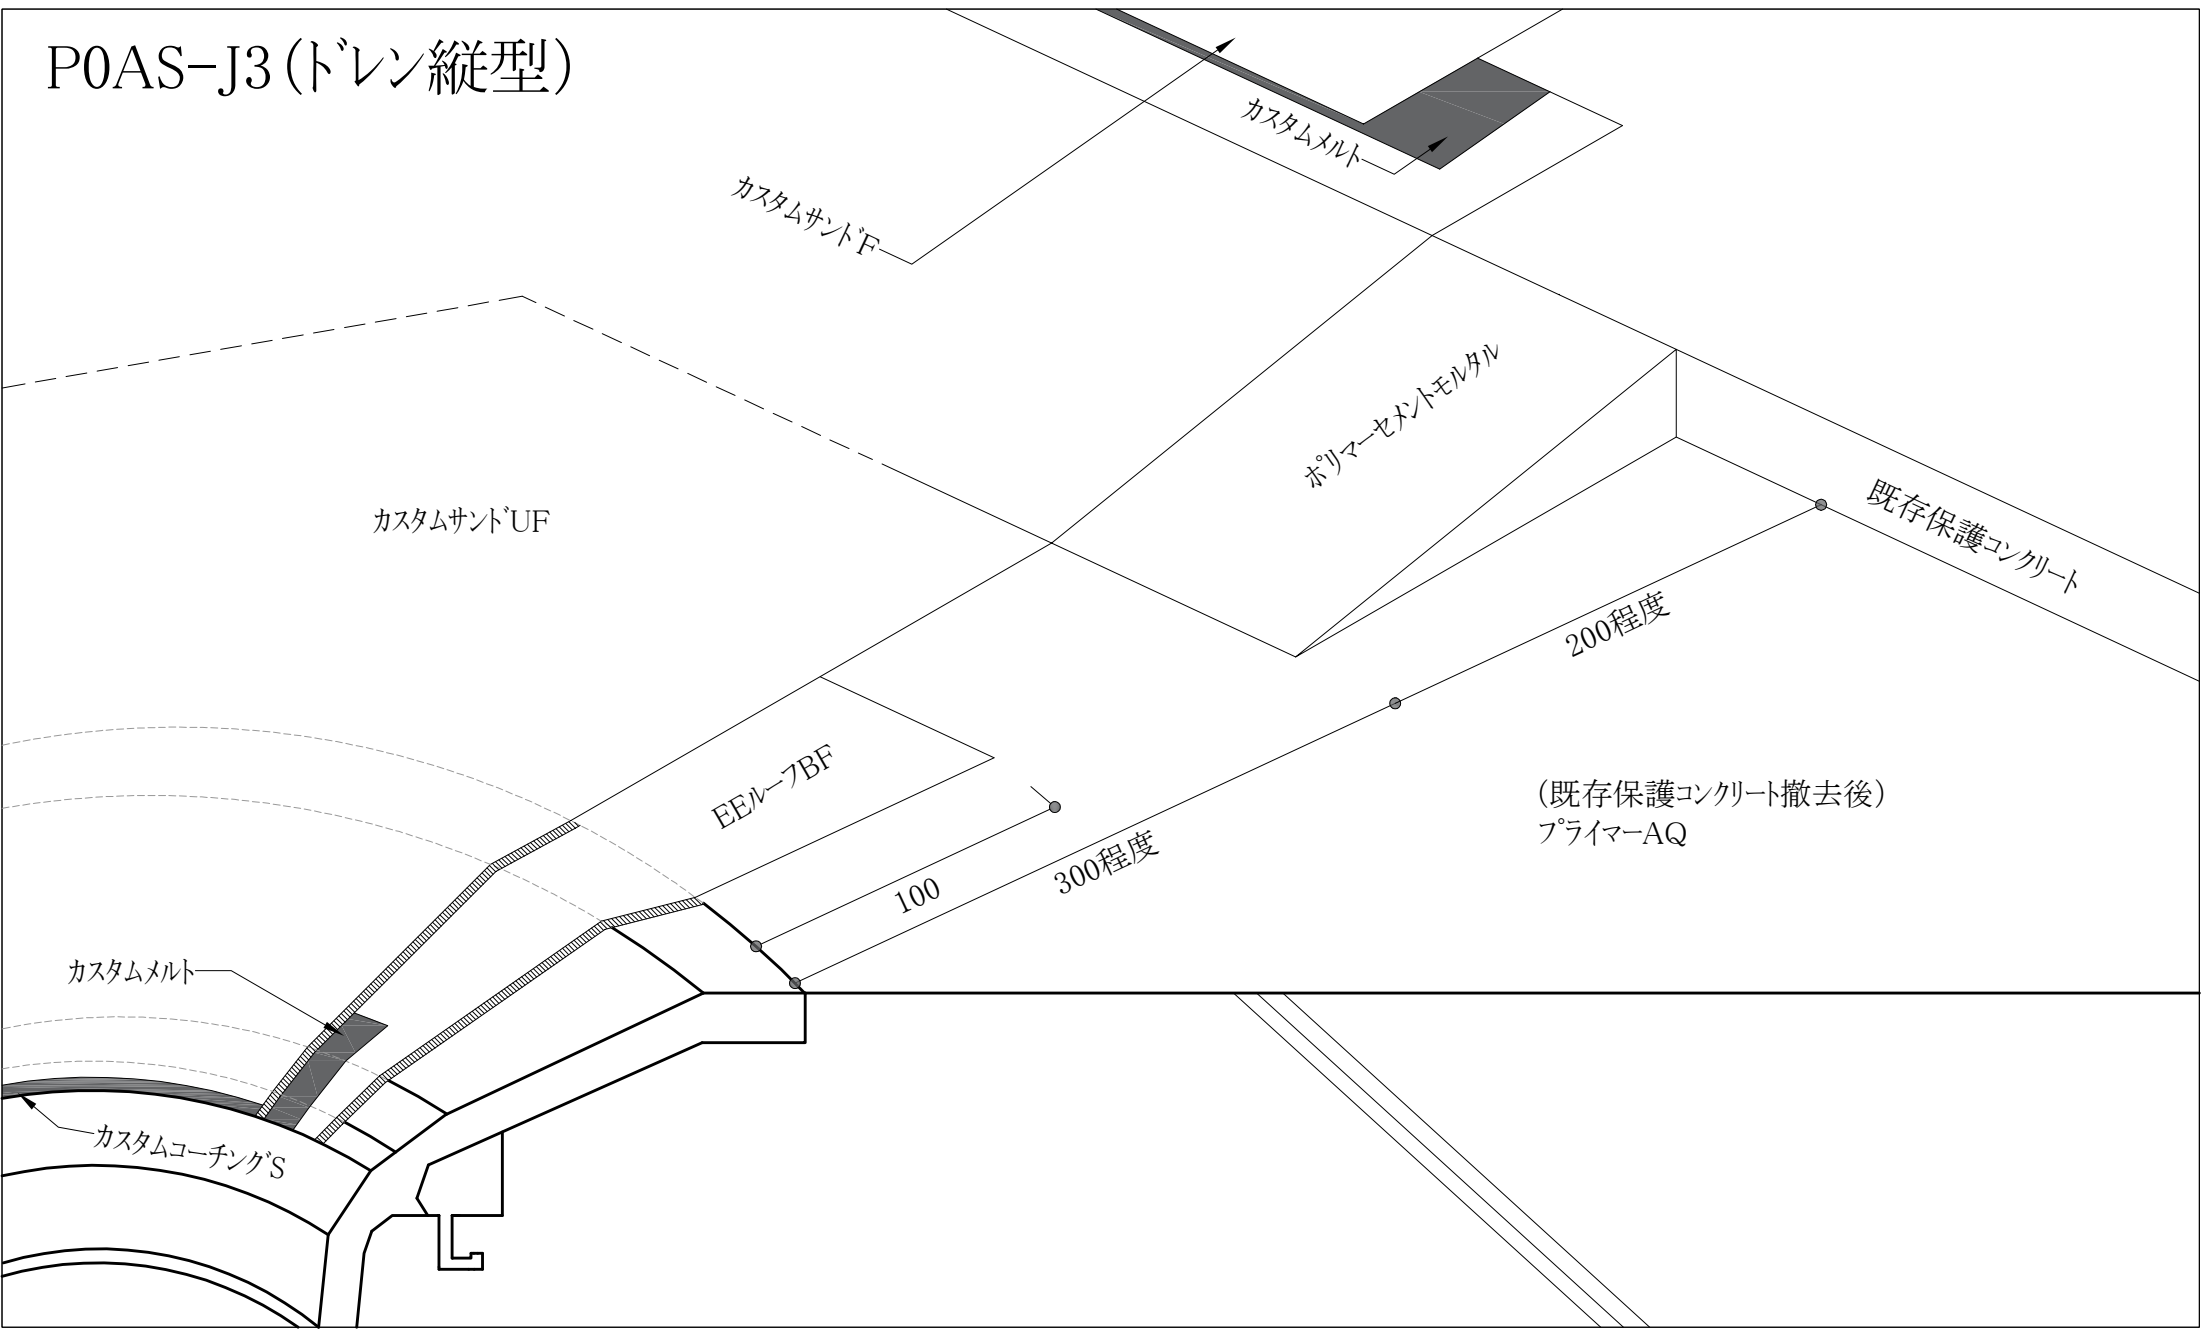 P0AS-J3(ドレン縦型)
カスタムメルト
カスタムサンドF
ポリマーセメントモルタル
既存保護コンクリート
カスタムサンドUF
200程度
EEルーフBF
(既存保護コンクリート撤去後)
プライマーAQ
300程度
100
カスタムメルト
カスタムコーチングS